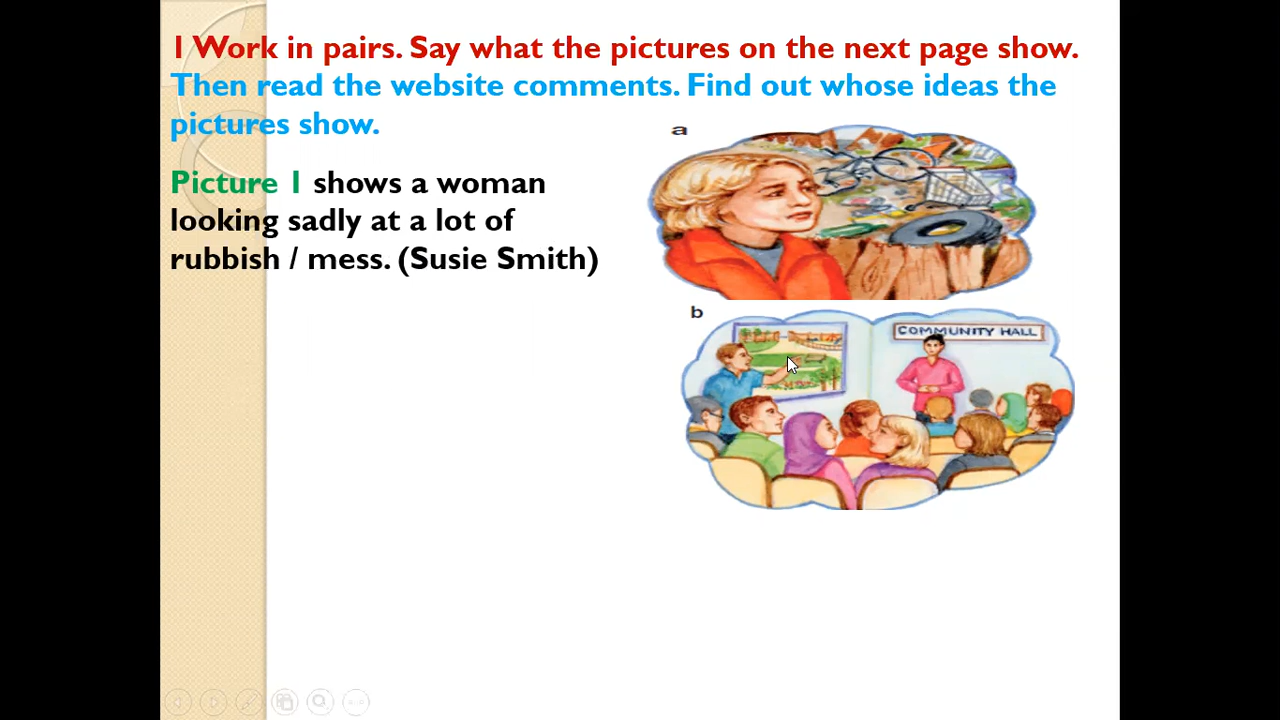 1 Work in pairs. Say what the pictures on the next page show.
Then read the website comments. Find out whose ideas the
pictures show.
a
Picture 1 shows a woman
looking sadly at a lot of
rubbish / mess. (Susie Smith)
b
COMMUNITY HALL